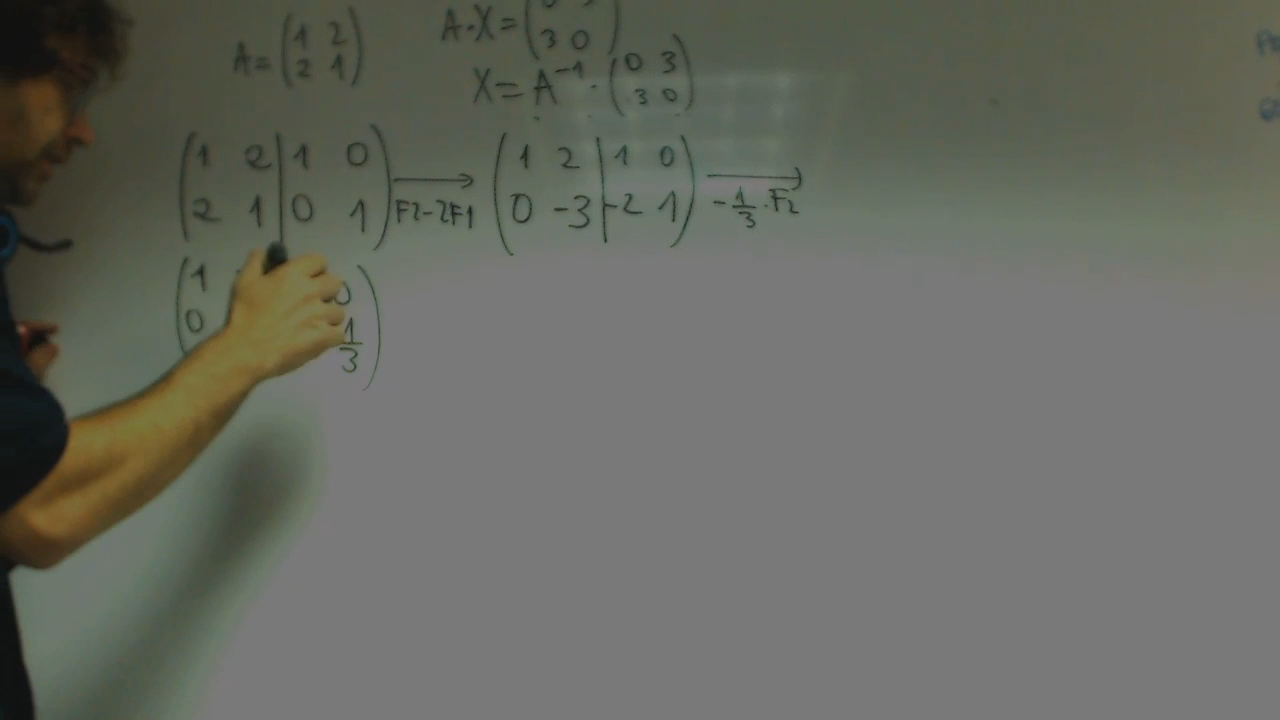 A = (1 2 / 2 1)
A·X = ( / 3 0)
X = A⁻¹ · (0 3 / 3 0)
(1 2 | 1 0 / 2 1 | 0 1) → F2-2F1 (1 2 | 1 0 / 0 -3 | -2 1) → -1/3·F2
(1 0 / 0 1/3)